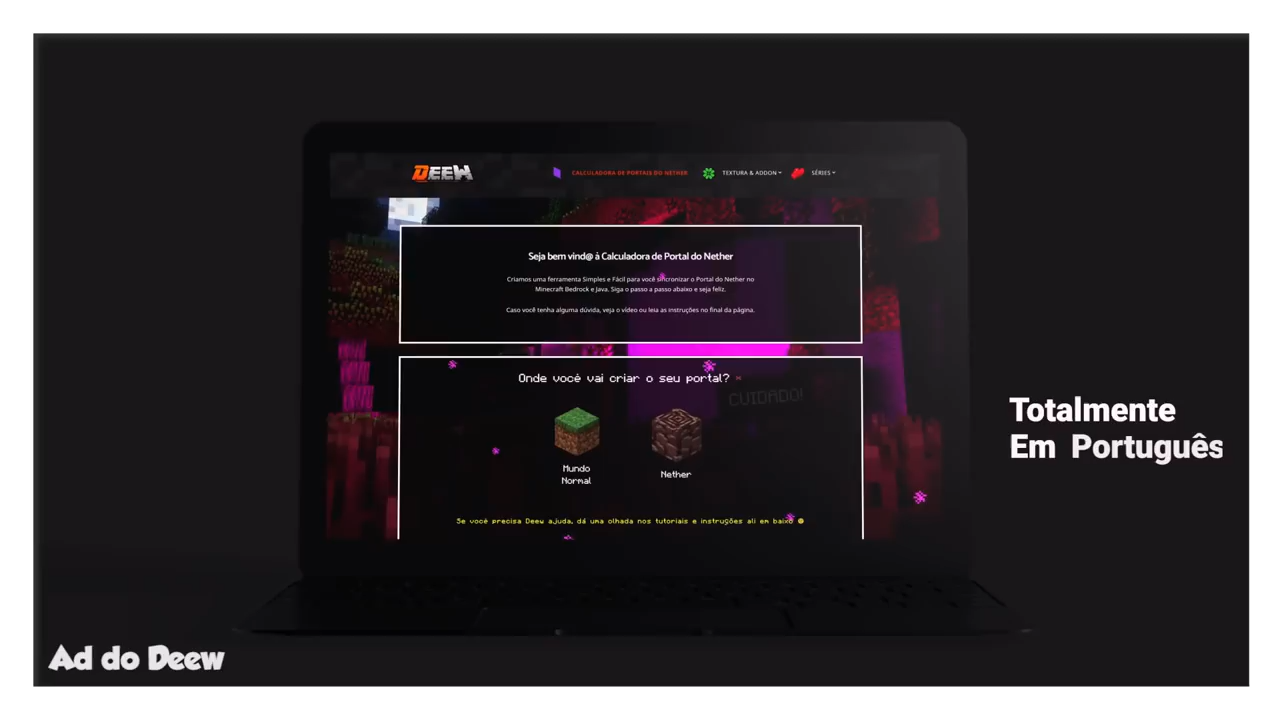 DEEW
CALCULADORA DE PORTAIS DO NETHER
TEXTURA & ADDON
SÉRIES
Seja bem vind@ à Calculadora de Portal do Nether
Criamos uma ferramenta Simples e Fácil para você sincronizar o Portal do Nether no
Minecraft Bedrock e Java. Siga o passo a passo abaixo e seja feliz.
Caso você tenha alguma dúvida, veja o vídeo ou leia as instruções no final da página.
Onde você vai criar o seu portal?
CUIDADO!
Mundo
Normal
Nether
Se você precisa Deew ajuda, dá uma olhada nos tutoriais e instruções ali em baixo
Totalmente
Em Português
Ad do Deew